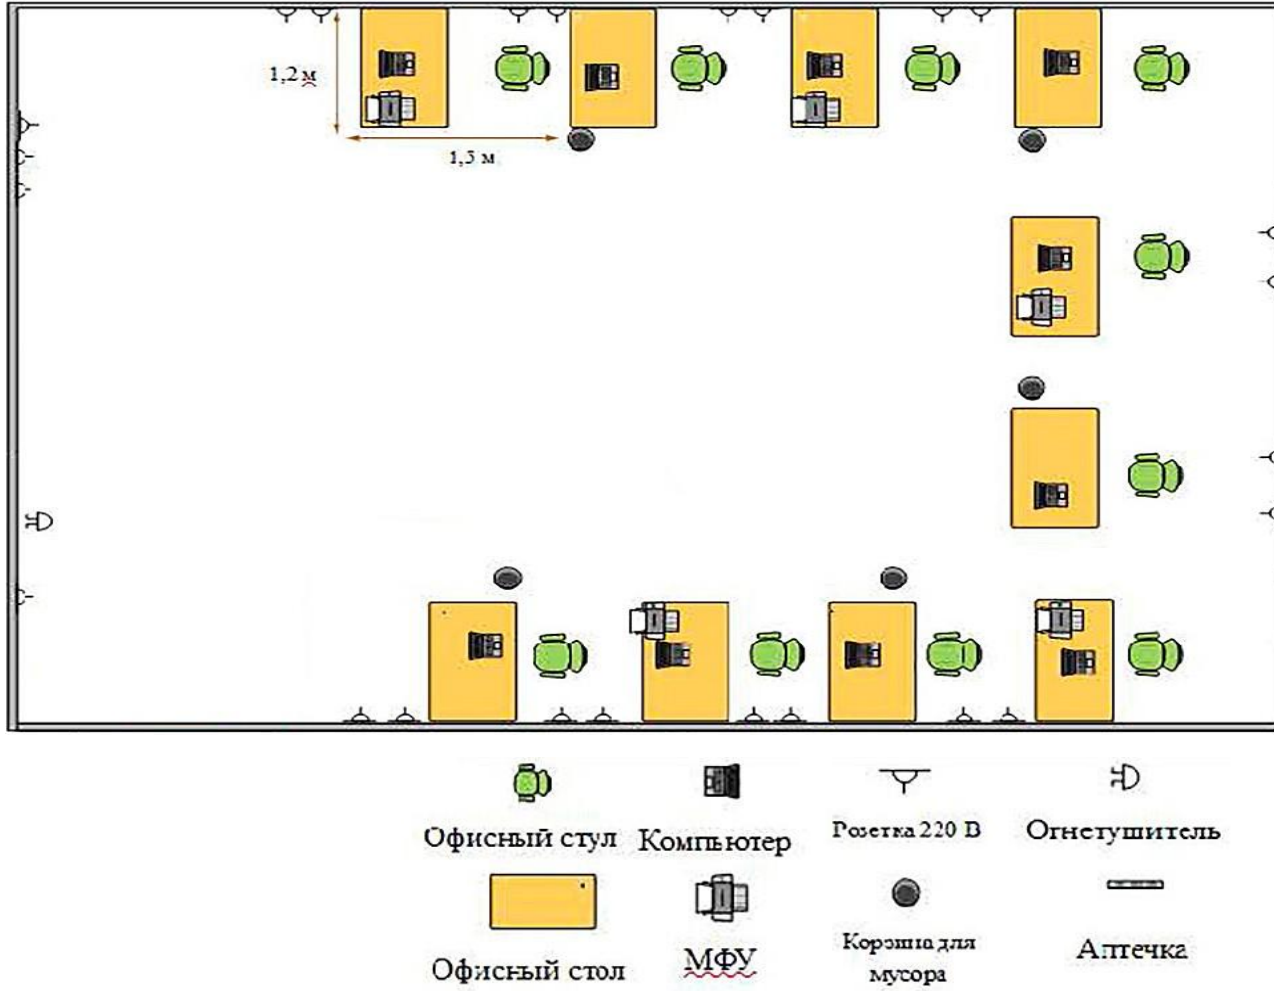 1,2 м
1,5 м
Офисный стул
Компьютер
Розетка 220 В
Огнетушитель
Офисный стол
МФУ
Корзина для
мусора
Аптечка